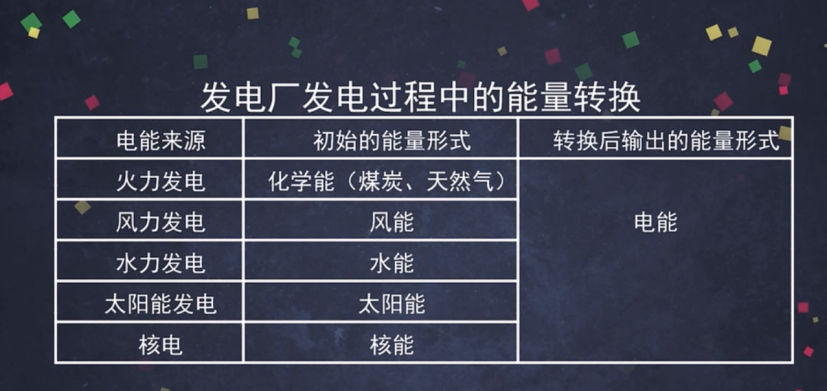 发电厂发电过程中的能量转换
电能来源 初始的能量形式 转换后输出的能量形式
火力发电 化学能（煤炭、天然气）
风力发电 风能 电能
水力发电 水能
太阳能发电 太阳能
核电 核能